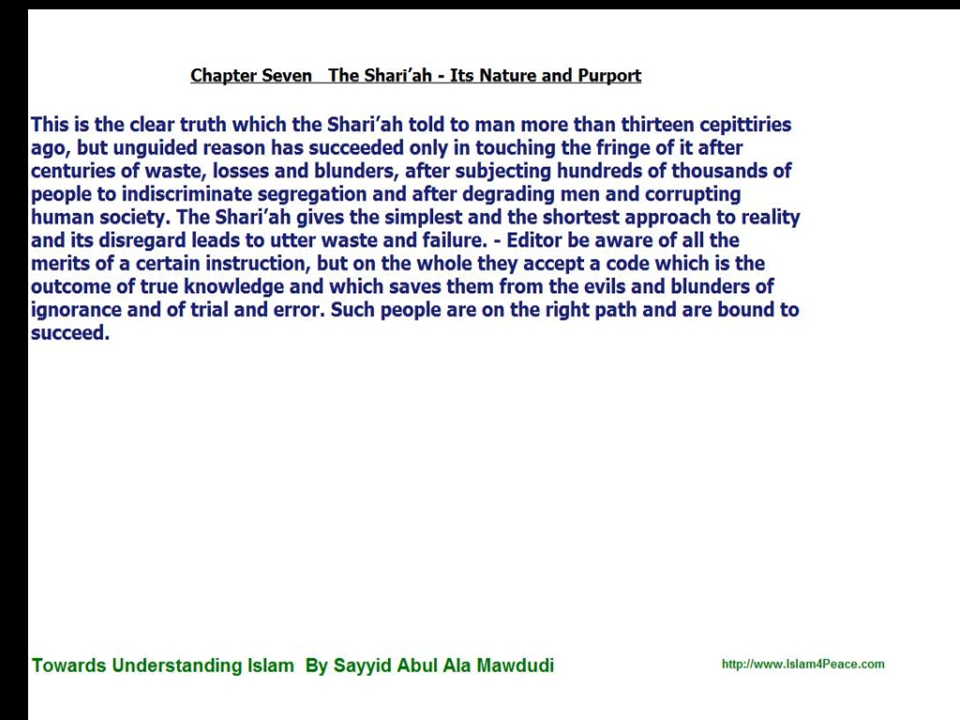 Chapter Seven   The Shari’ah - Its Nature and Purport
This is the clear truth which the Shari’ah told to man more than thirteen cepittiries
ago, but unguided reason has succeeded only in touching the fringe of it after
centuries of waste, losses and blunders, after subjecting hundreds of thousands of
people to indiscriminate segregation and after degrading men and corrupting
human society. The Shari’ah gives the simplest and the shortest approach to reality
and its disregard leads to utter waste and failure. - Editor be aware of all the
merits of a certain instruction, but on the whole they accept a code which is the
outcome of true knowledge and which saves them from the evils and blunders of
ignorance and of trial and error. Such people are on the right path and are bound to
succeed.
Towards Understanding Islam  By Sayyid Abul Ala Mawdudi
http://www.Islam4Peace.com